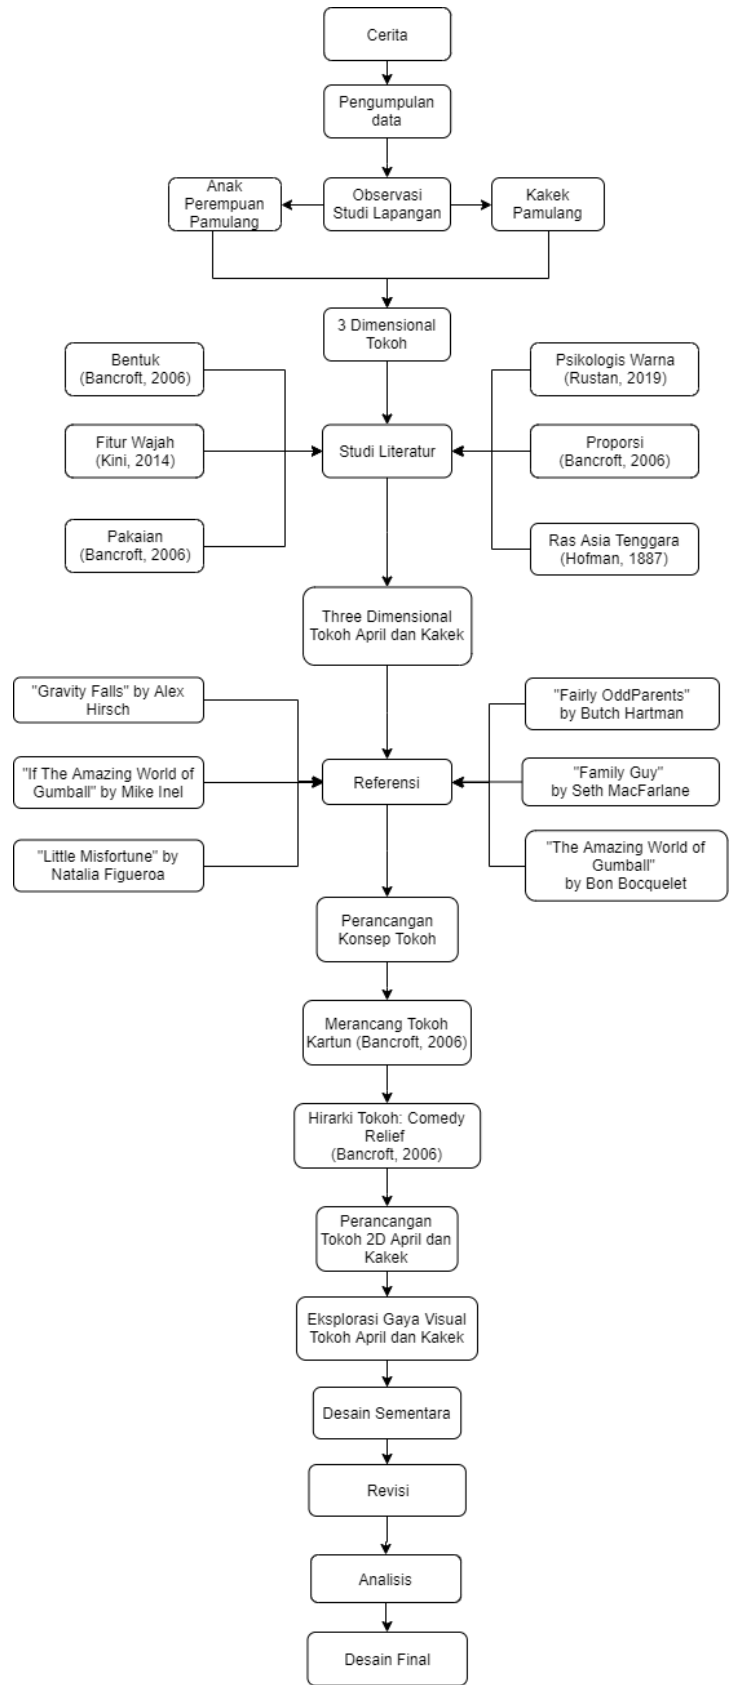 Cerita
Pengumpulan
data
Anak
Perempuan
Pamulang
Observasi
Studi Lapangan
Kakek
Pamulang
3 Dimensional
Tokoh
Bentuk
(Bancroft, 2006)
Psikologis Warna
(Rustan, 2019)
Fitur Wajah
(Kini, 2014)
Studi Literatur
Proporsi
(Bancroft, 2006)
Pakaian
(Bancroft, 2006)
Ras Asia Tenggara
(Hofman, 1887)
Three Dimensional
Tokoh April dan Kakek
"Gravity Falls" by Alex
Hirsch
"Fairly OddParents"
by Butch Hartman
"If The Amazing World of
Gumball" by Mike Inel
Referensi
"Family Guy"
by Seth MacFarlane
"Little Misfortune" by
Natalia Figueroa
"The Amazing World of
Gumball"
by Bon Bocquelet
Perancangan
Konsep Tokoh
Merancang Tokoh
Kartun (Bancroft, 2006)
Hirarki Tokoh: Comedy
Relief
(Bancroft, 2006)
Perancangan
Tokoh 2D April dan
Kakek
Eksplorasi Gaya Visual
Tokoh April dan Kakek
Desain Sementara
Revisi
Analisis
Desain Final